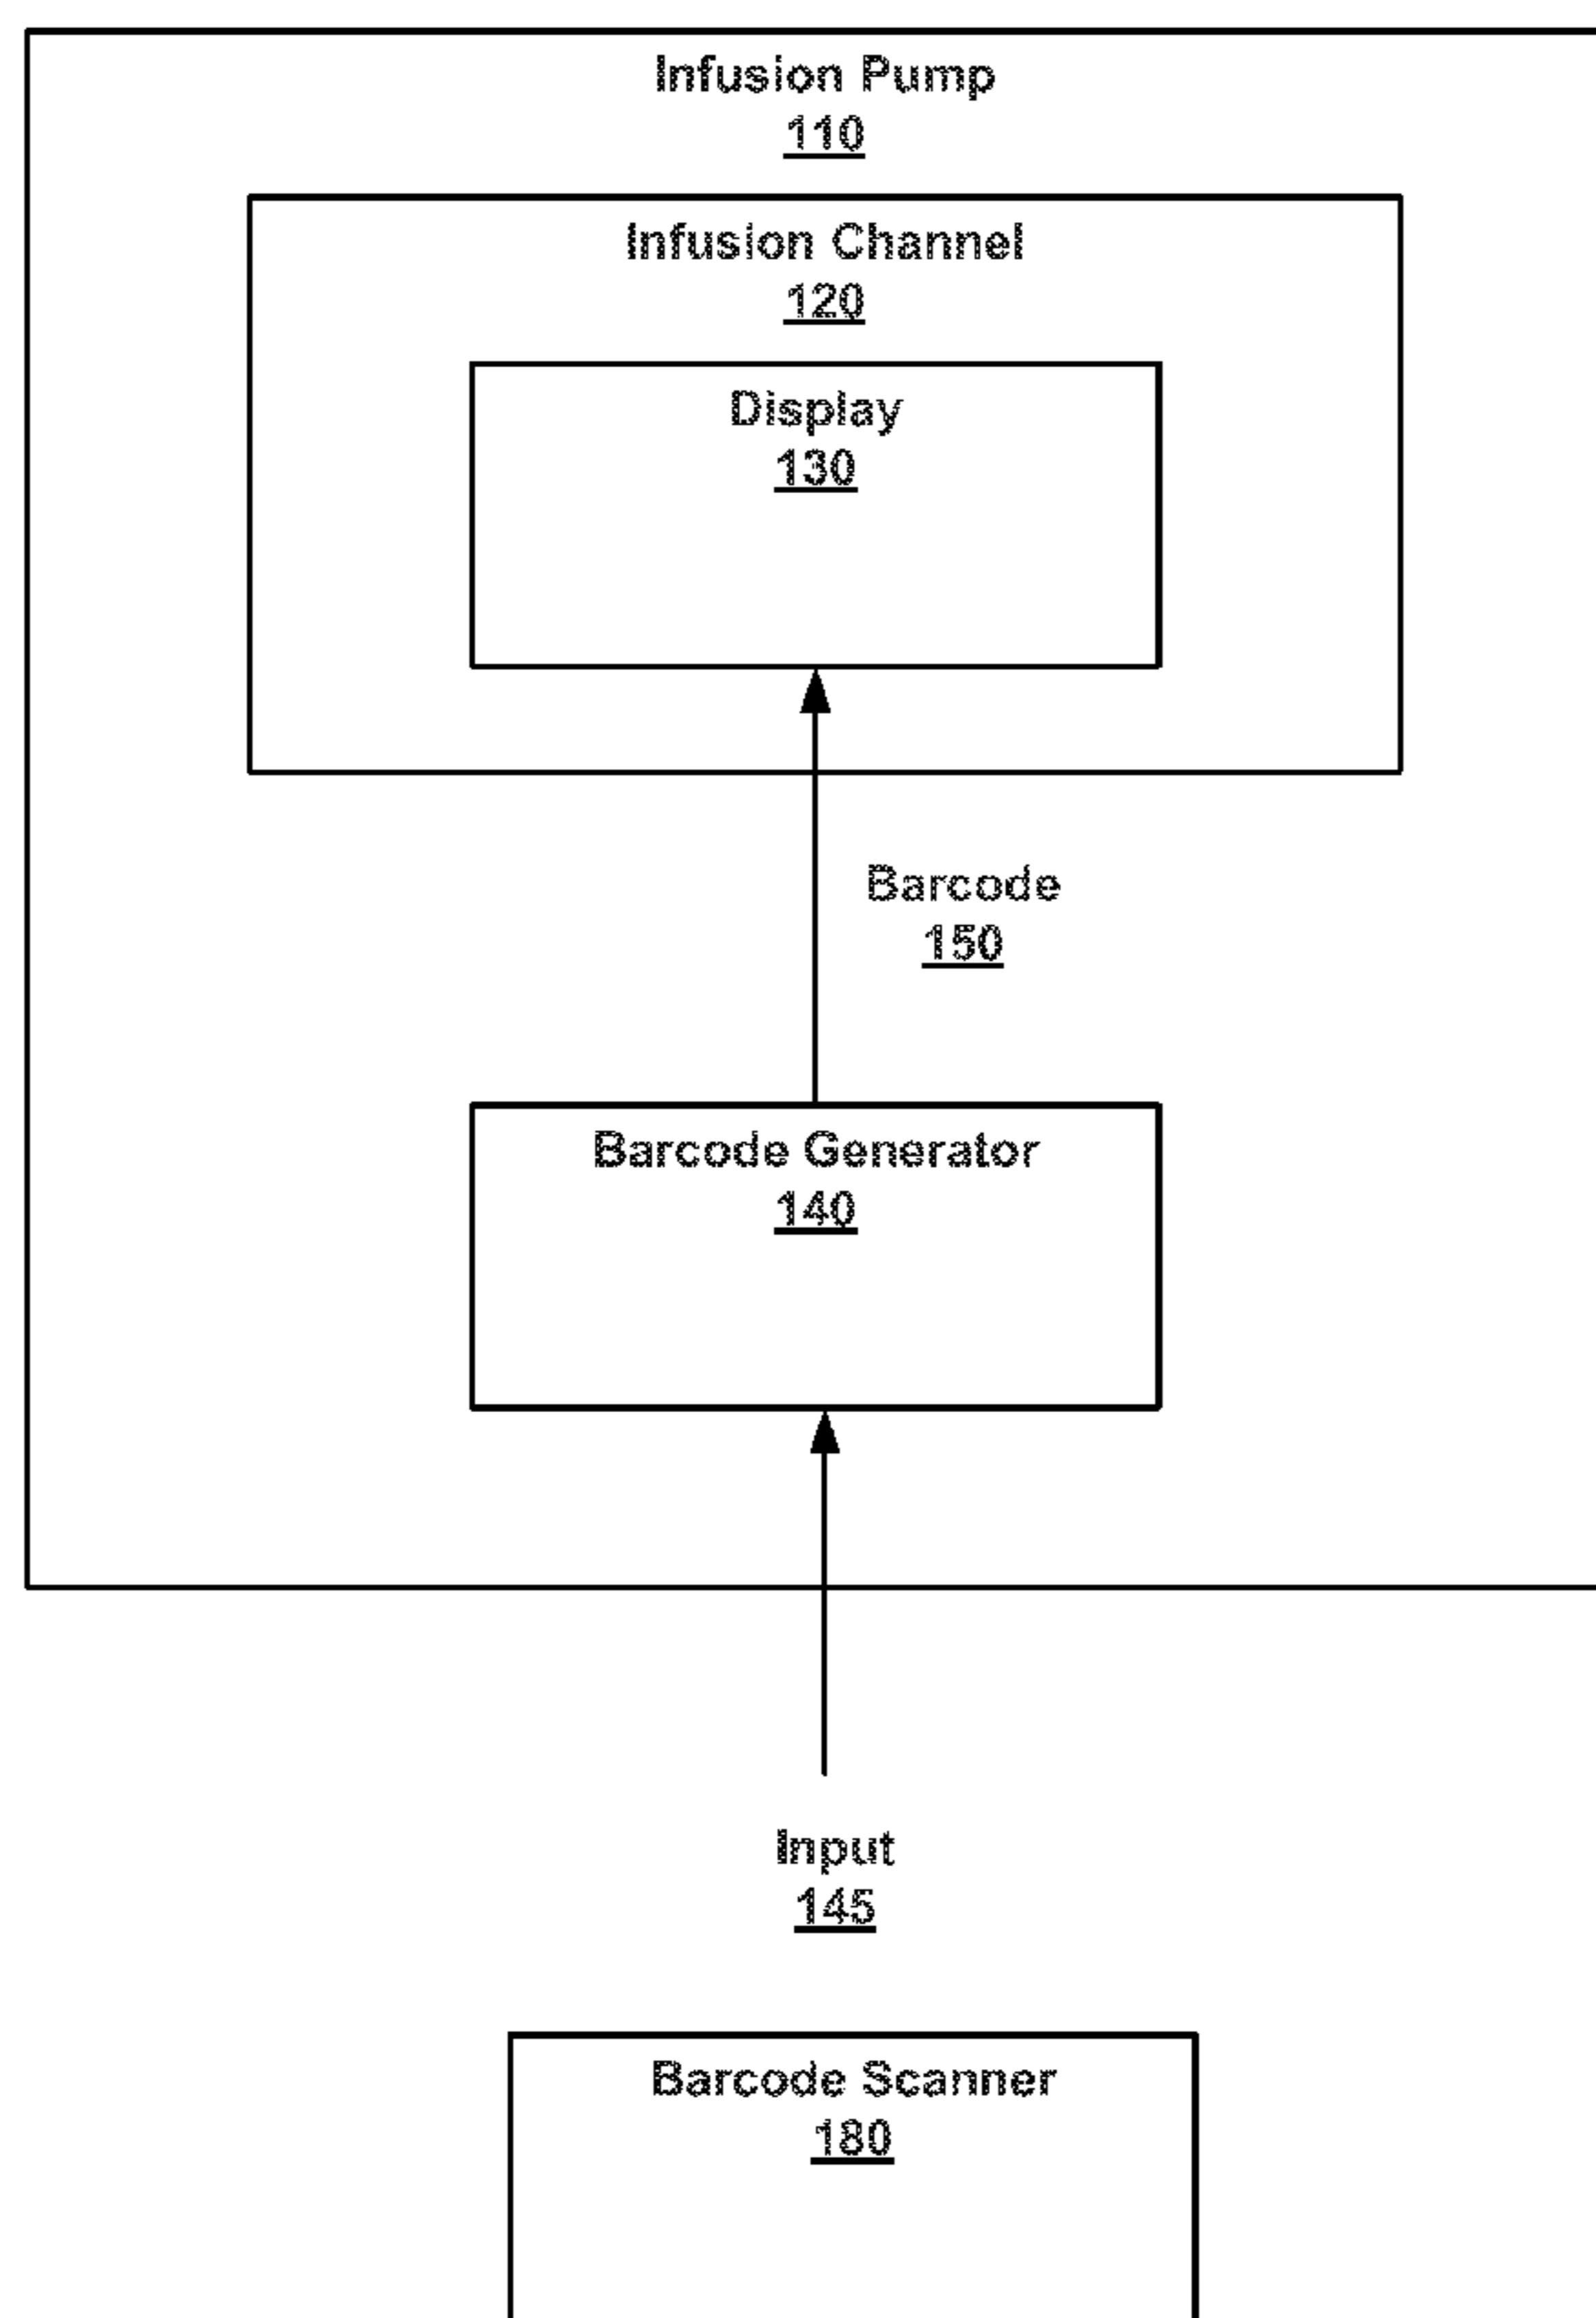 Infusion Pump
110
Infusion Channel
120
Display
130
Barcode
150
Barcode Generator
140
Input
145
Barcode Scanner
180